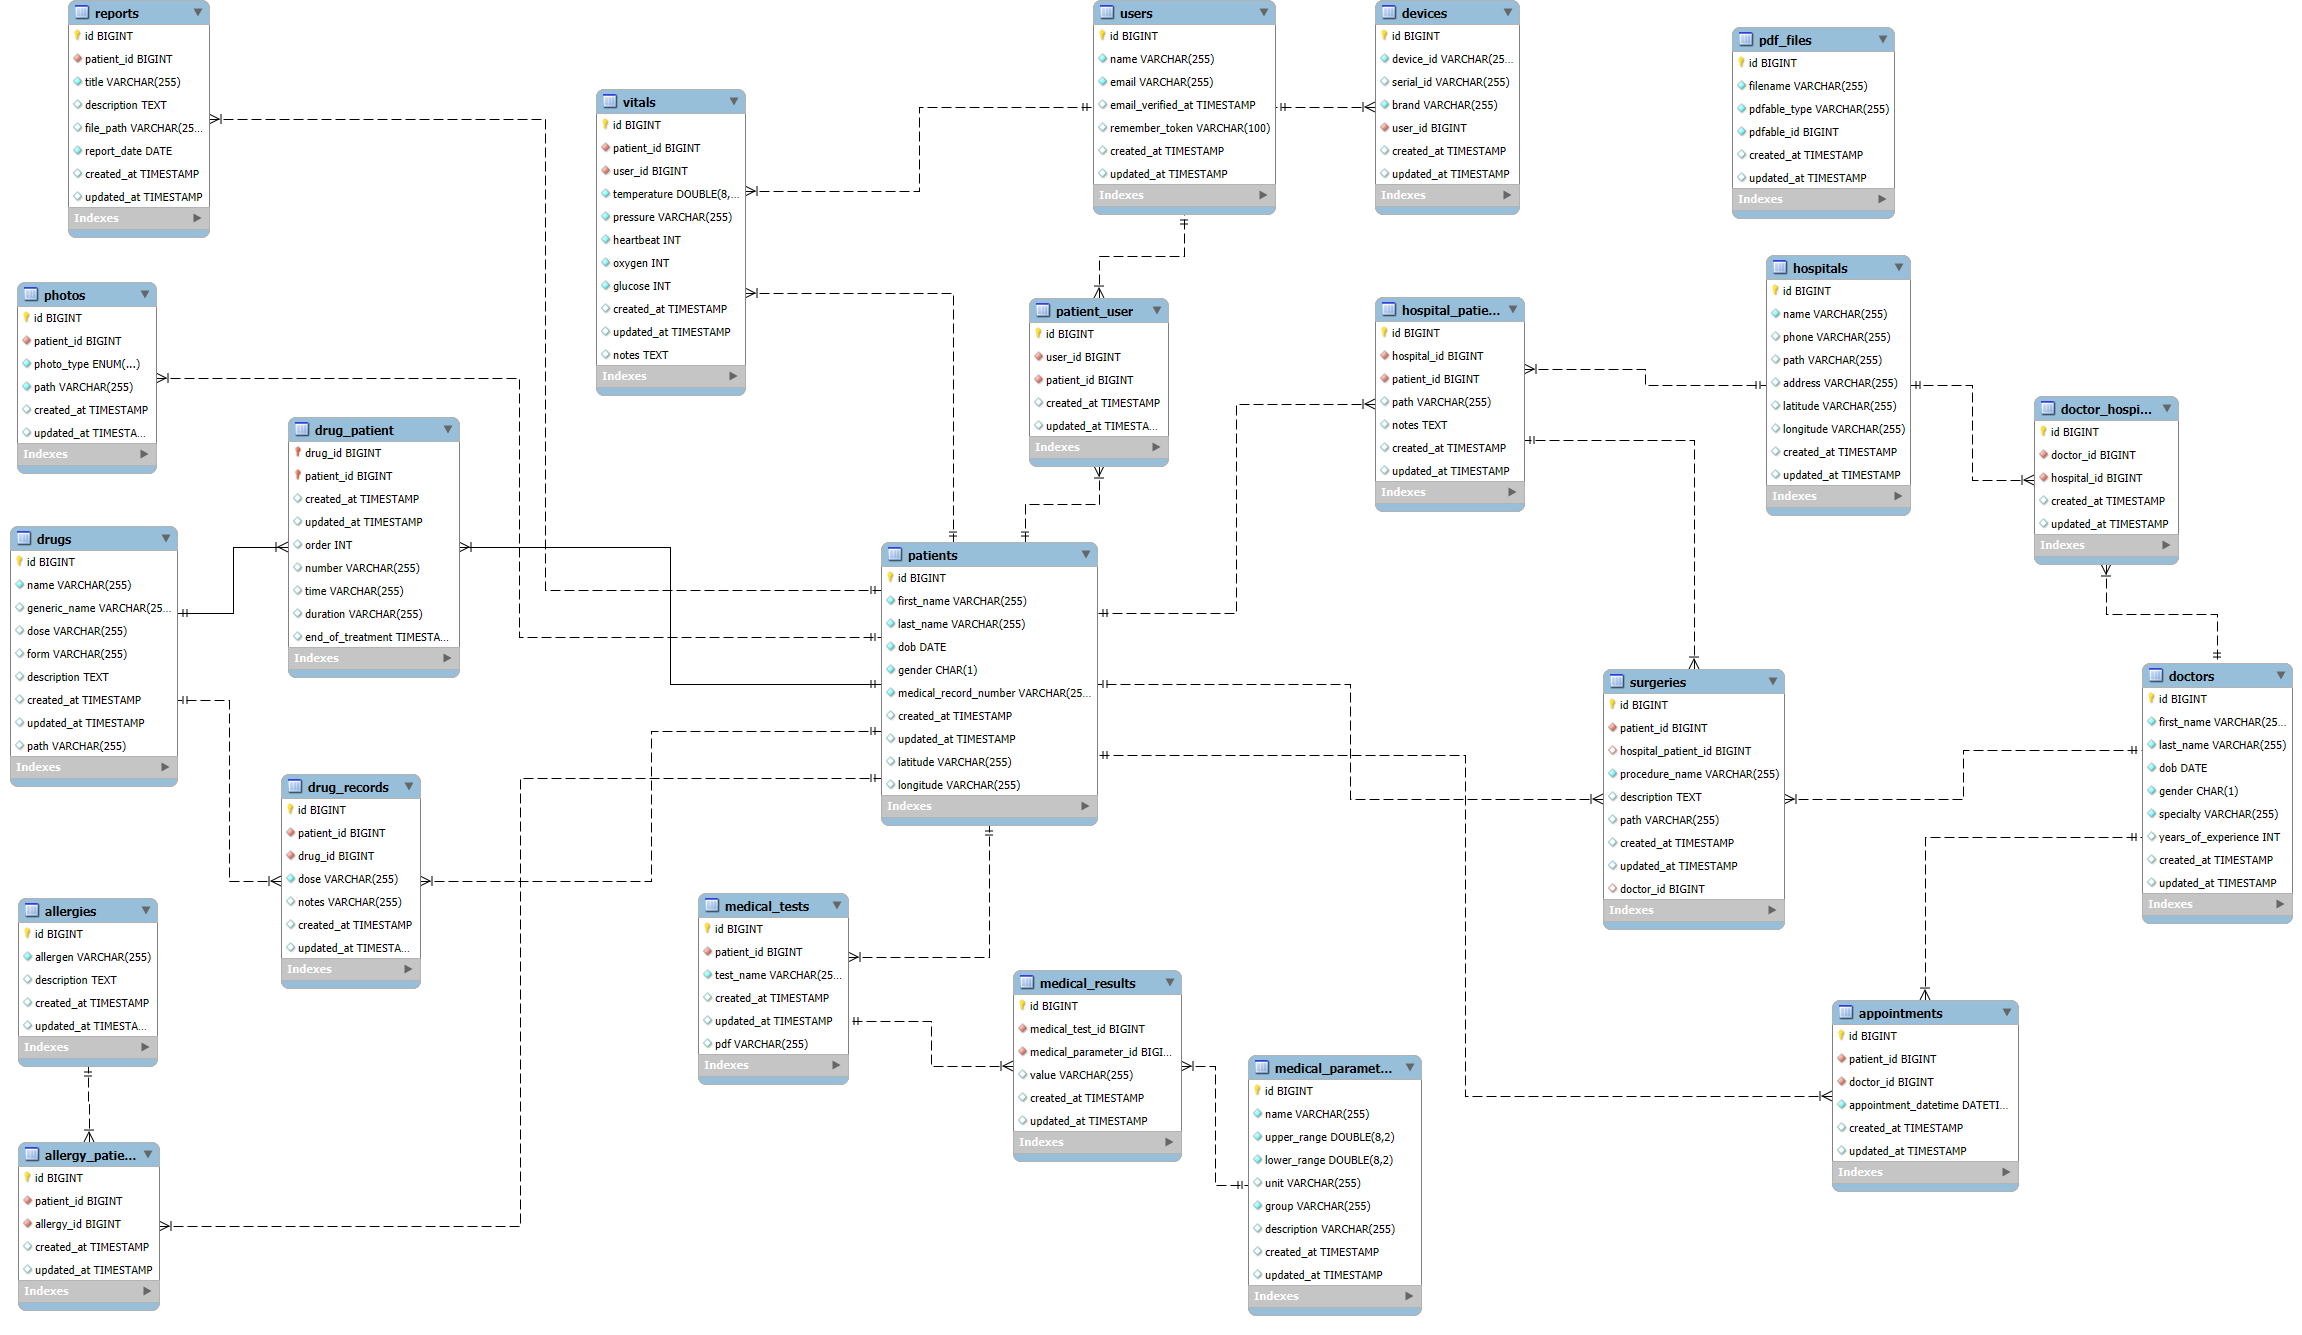 reports
id BIGINT
patient_id BIGINT
title VARCHAR(255)
description TEXT
file_path VARCHAR(25...
report_date DATE
created_at TIMESTAMP
updated_at TIMESTAMP
Indexes
vitals
id BIGINT
patient_id BIGINT
user_id BIGINT
temperature DOUBLE(8,...
pressure VARCHAR(255)
heartbeat INT
oxygen INT
glucose INT
created_at TIMESTAMP
updated_at TIMESTAMP
notes TEXT
Indexes
users
id BIGINT
name VARCHAR(255)
email VARCHAR(255)
email_verified_at TIMESTAMP
remember_token VARCHAR(100)
created_at TIMESTAMP
updated_at TIMESTAMP
Indexes
devices
id BIGINT
device_id VARCHAR(25...
serial_id VARCHAR(255)
brand VARCHAR(255)
user_id BIGINT
created_at TIMESTAMP
updated_at TIMESTAMP
Indexes
pdf_files
id BIGINT
filename VARCHAR(255)
pdfable_type VARCHAR(255)
pdfable_id BIGINT
created_at TIMESTAMP
updated_at TIMESTAMP
Indexes
photos
id BIGINT
patient_id BIGINT
photo_type ENUM(...)
path VARCHAR(255)
created_at TIMESTAMP
updated_at TIMESTA...
Indexes
drug_patient
drug_id BIGINT
patient_id BIGINT
created_at TIMESTAMP
updated_at TIMESTAMP
order INT
number VARCHAR(255)
time VARCHAR(255)
duration VARCHAR(255)
end_of_treatment TIMESTA...
Indexes
patient_user
id BIGINT
user_id BIGINT
patient_id BIGINT
created_at TIMESTAMP
updated_at TIMESTA...
Indexes
hospital_patie...
id BIGINT
hospital_id BIGINT
patient_id BIGINT
path VARCHAR(255)
notes TEXT
created_at TIMESTAMP
updated_at TIMESTAMP
Indexes
hospitals
id BIGINT
name VARCHAR(255)
phone VARCHAR(255)
path VARCHAR(255)
address VARCHAR(255)
latitude VARCHAR(255)
longitude VARCHAR(255)
created_at TIMESTAMP
updated_at TIMESTAMP
Indexes
doctor_hospi...
id BIGINT
doctor_id BIGINT
hospital_id BIGINT
created_at TIMESTAMP
updated_at TIMESTAMP
Indexes
drugs
id BIGINT
name VARCHAR(255)
generic_name VARCHAR(25...
dose VARCHAR(255)
form VARCHAR(255)
description TEXT
created_at TIMESTAMP
updated_at TIMESTAMP
path VARCHAR(255)
Indexes
patients
id BIGINT
first_name VARCHAR(255)
last_name VARCHAR(255)
dob DATE
gender CHAR(1)
medical_record_number VARCHAR(25...
created_at TIMESTAMP
updated_at TIMESTAMP
latitude VARCHAR(255)
longitude VARCHAR(255)
Indexes
surgeries
id BIGINT
patient_id BIGINT
hospital_patient_id BIGINT
procedure_name VARCHAR(255)
description TEXT
path VARCHAR(255)
created_at TIMESTAMP
updated_at TIMESTAMP
doctor_id BIGINT
Indexes
doctors
id BIGINT
first_name VARCHAR(25...
last_name VARCHAR(255)
dob DATE
gender CHAR(1)
specialty VARCHAR(255)
years_of_experience INT
created_at TIMESTAMP
updated_at TIMESTAMP
Indexes
drug_records
id BIGINT
patient_id BIGINT
drug_id BIGINT
dose VARCHAR(255)
notes VARCHAR(255)
created_at TIMESTAMP
updated_at TIMESTA...
Indexes
allergies
id BIGINT
allergen VARCHAR(255)
description TEXT
created_at TIMESTAMP
updated_at TIMESTA...
Indexes
medical_tests
id BIGINT
patient_id BIGINT
test_name VARCHAR(25...
created_at TIMESTAMP
updated_at TIMESTAMP
pdf VARCHAR(255)
Indexes
medical_results
id BIGINT
medical_test_id BIGINT
medical_parameter_id BIGI...
value VARCHAR(255)
created_at TIMESTAMP
updated_at TIMESTAMP
Indexes
medical_paramet...
id BIGINT
name VARCHAR(255)
upper_range DOUBLE(8,2)
lower_range DOUBLE(8,2)
unit VARCHAR(255)
group VARCHAR(255)
description VARCHAR(255)
created_at TIMESTAMP
updated_at TIMESTAMP
Indexes
appointments
id BIGINT
patient_id BIGINT
doctor_id BIGINT
appointment_datetime DATETI...
created_at TIMESTAMP
updated_at TIMESTAMP
Indexes
allergy_patie...
id BIGINT
patient_id BIGINT
allergy_id BIGINT
created_at TIMESTAMP
updated_at TIMESTAMP
Indexes